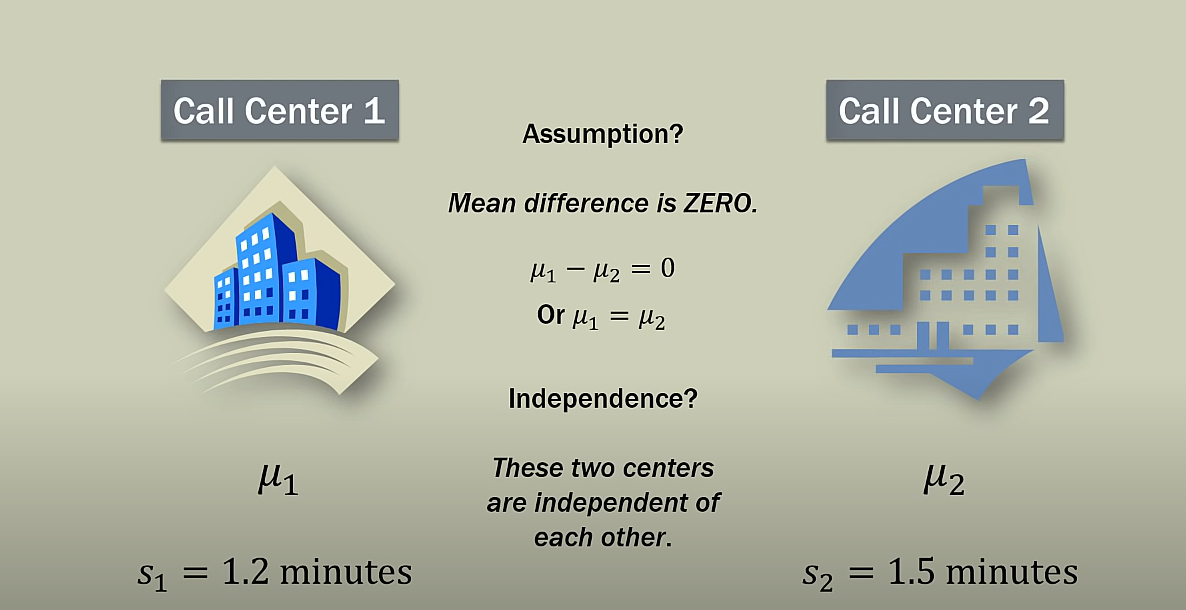 Call Center 1
Call Center 2
Assumption?
Mean difference is ZERO.
μ₁ − μ₂ = 0
Or μ₁ = μ₂
Independence?
These two centers
are independent of
each other.
μ₁
μ₂
s₁ = 1.2 minutes
s₂ = 1.5 minutes